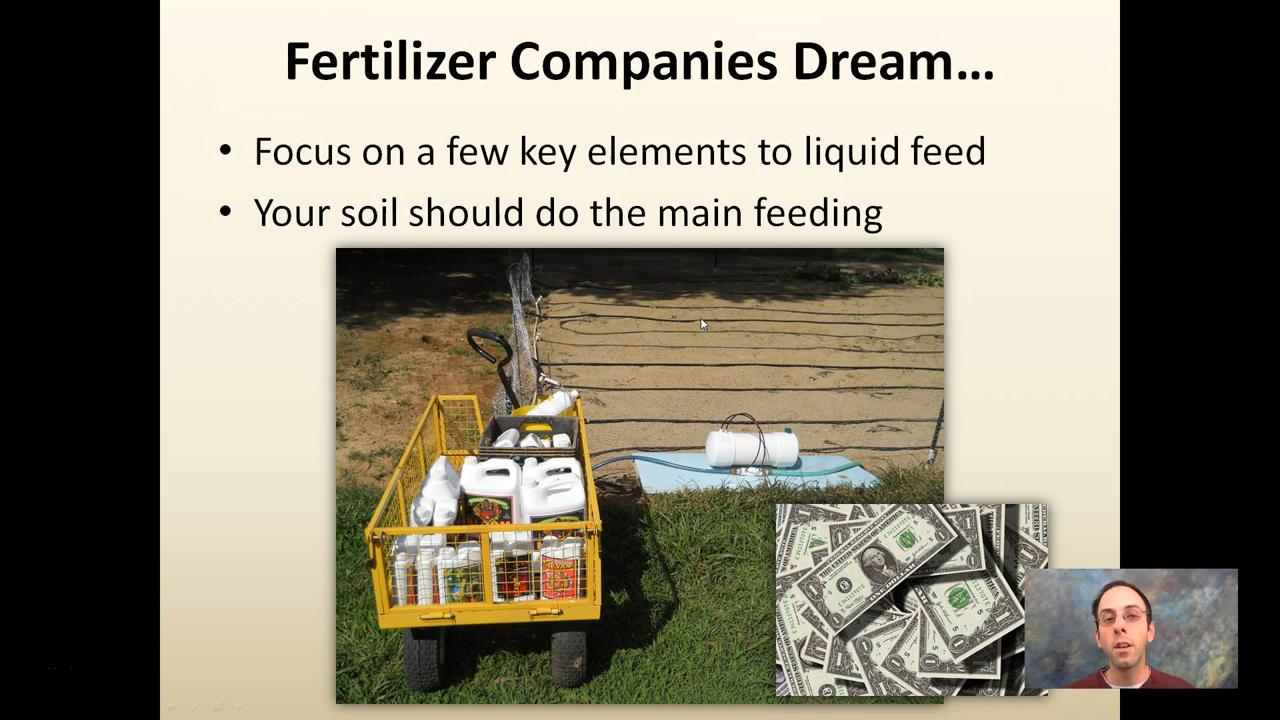 Fertilizer Companies Dream...
• Focus on a few key elements to liquid feed
• Your soil should do the main feeding